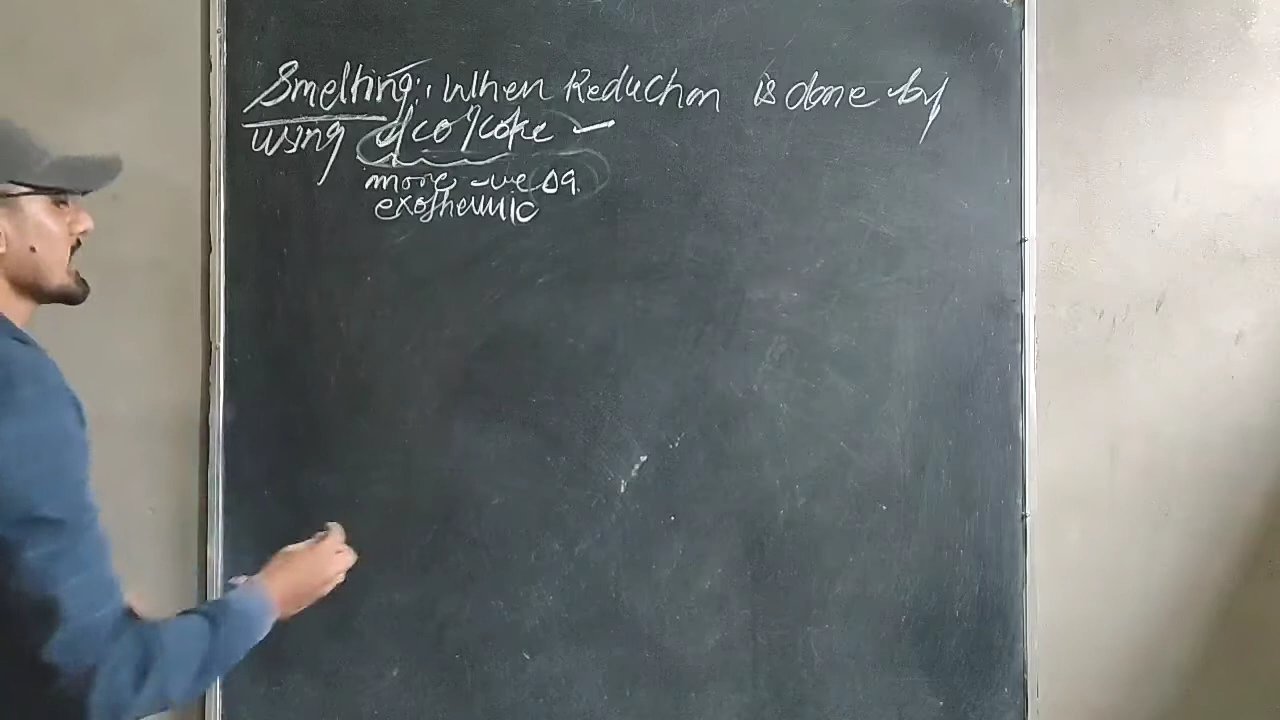 Smelting:. When Reduction is done by
using c/co/coke
more -ve ΔG
exothermic